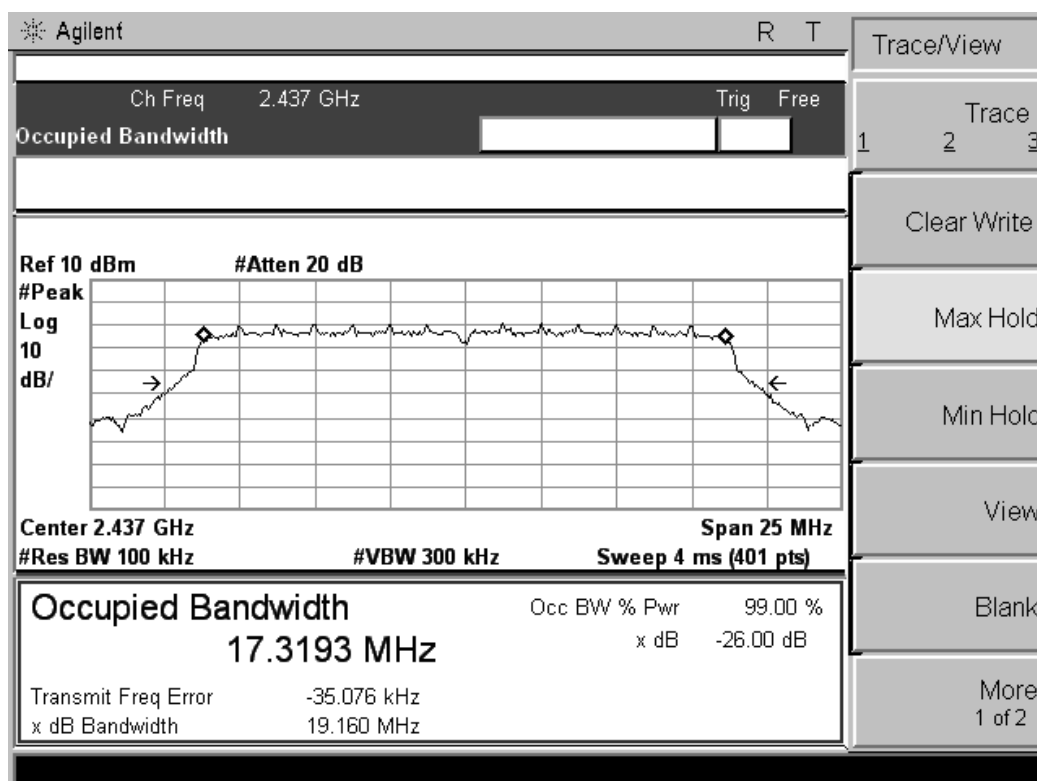 Agilent R T
Ch Freq 2.437 GHz Trig Free
Occupied Bandwidth
Ref 10 dBm #Atten 20 dB
#Peak
Log
10
dB/
Center 2.437 GHz Span 25 MHz
#Res BW 100 kHz #VBW 300 kHz Sweep 4 ms (401 pts)
Occupied Bandwidth
17.3193 MHz
Occ BW % Pwr 99.00 %
x dB -26.00 dB
Transmit Freq Error -35.076 kHz
x dB Bandwidth 19.160 MHz
Trace/View
Trace
1 2 3
Clear Write
Max Hold
Min Hold
View
Blank
More
1 of 2